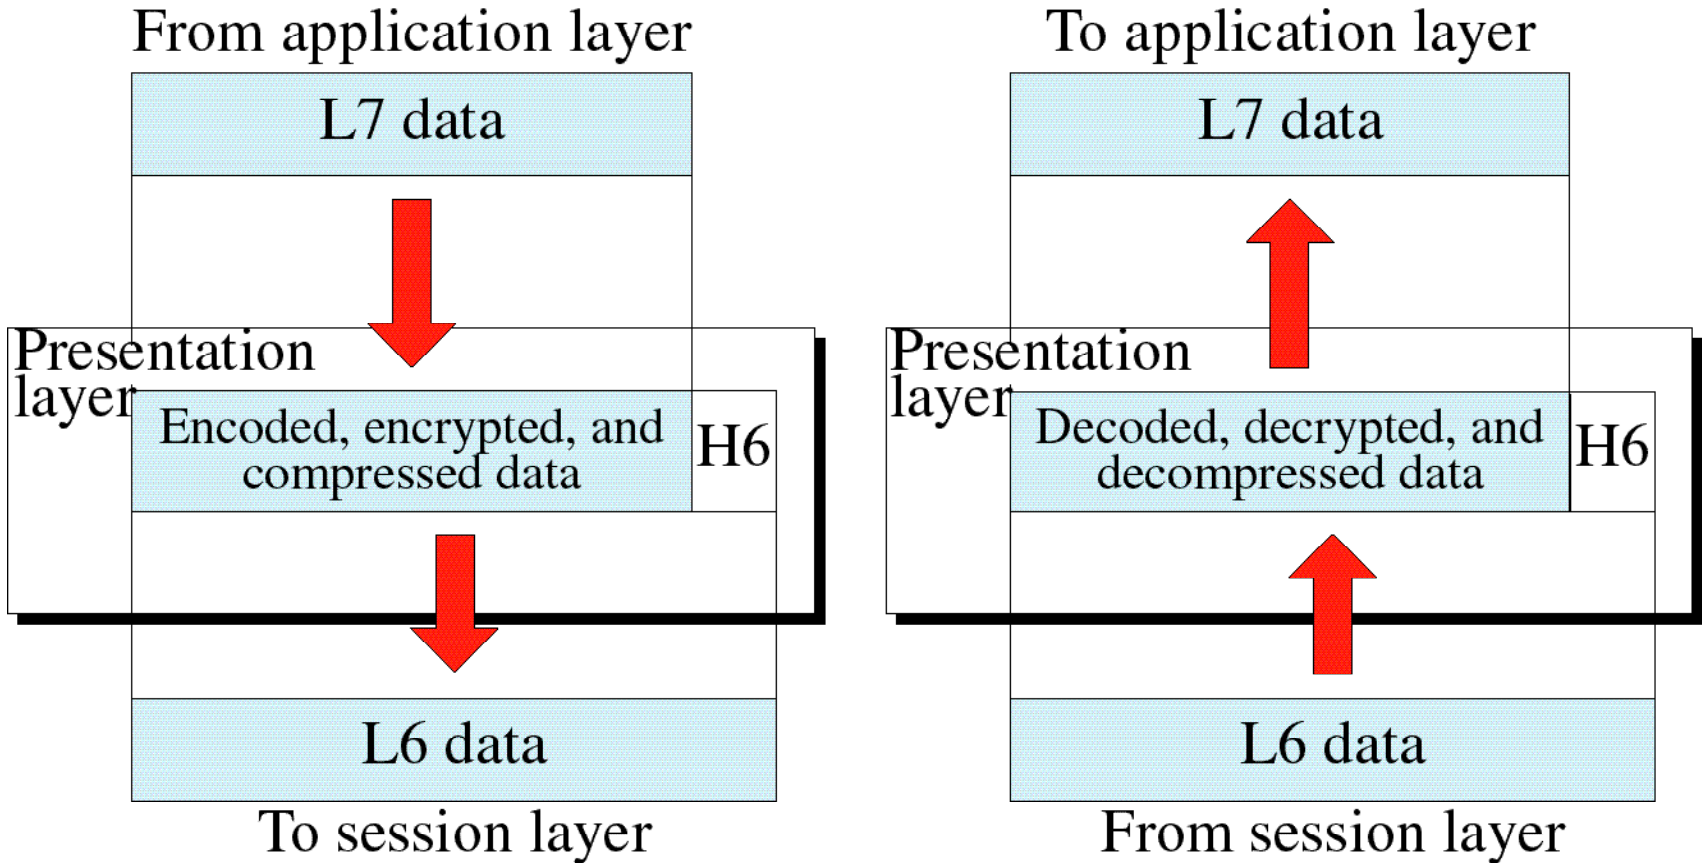 From application layer
L7 data
Presentation
layer
Encoded, encrypted, and
compressed data
H6
L6 data
To session layer
To application layer
L7 data
Presentation
layer
Decoded, decrypted, and
decompressed data
H6
L6 data
From session layer